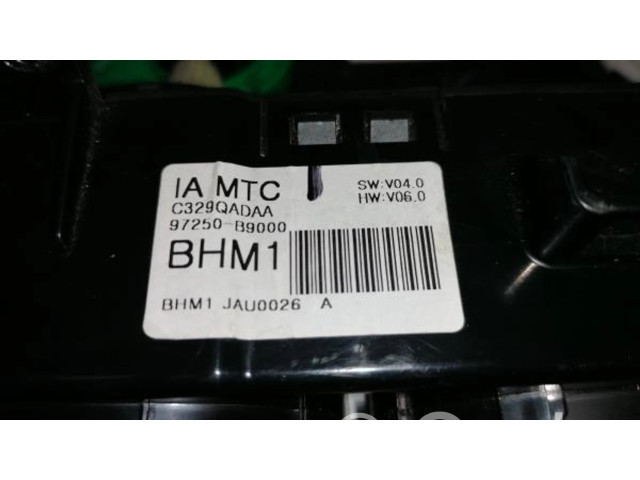 IA MTC
SW:V04.0
C329QADAA
HW:V06.0
97250-B9000
BHM1
BHM1 JAU0026 A